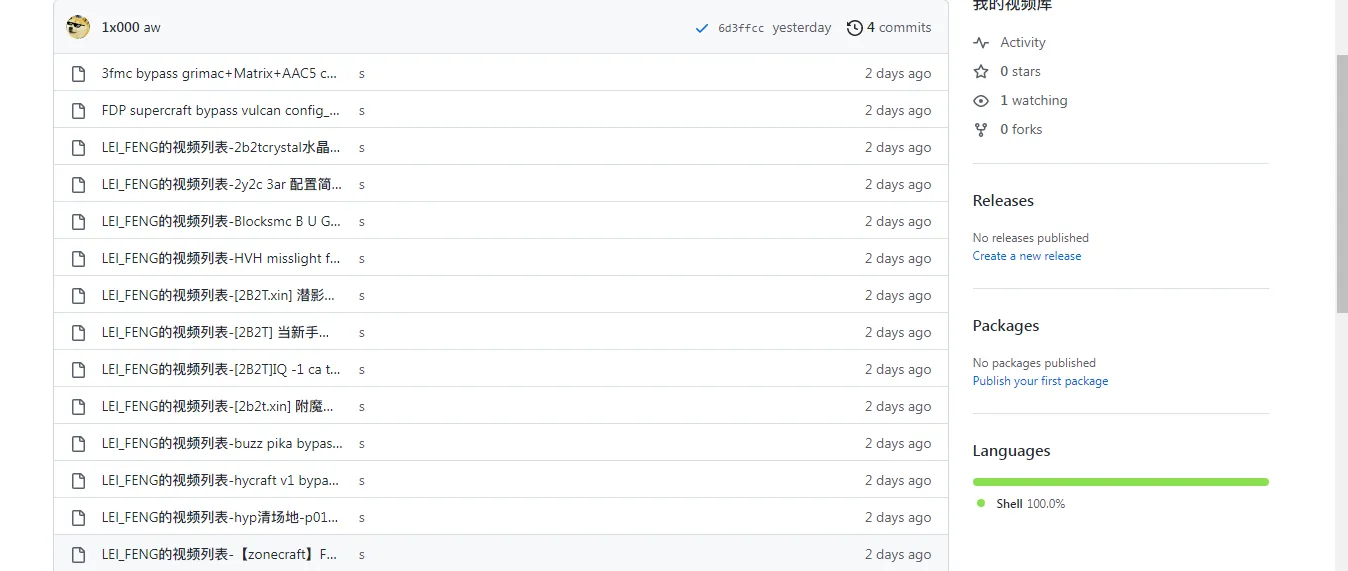 1x000 aw 6d3ffcc yesterday 4 commits
3fmc bypass grimac+Matrix+AAC5 c... s 2 days ago
FDP supercraft bypass vulcan config_... s 2 days ago
LEI_FENG的视频列表-2b2tcrystal水晶... s 2 days ago
LEI_FENG的视频列表-2y2c 3ar 配置简... s 2 days ago
LEI_FENG的视频列表-Blocksmc B U G... s 2 days ago
LEI_FENG的视频列表-HVH misslight f... s 2 days ago
LEI_FENG的视频列表-[2B2T.xin] 潜影... s 2 days ago
LEI_FENG的视频列表-[2B2T] 当新手... s 2 days ago
LEI_FENG的视频列表-[2B2T]IQ -1 ca t... s 2 days ago
LEI_FENG的视频列表-[2b2t.xin] 附魔... s 2 days ago
LEI_FENG的视频列表-buzz pika bypas... s 2 days ago
LEI_FENG的视频列表-hycraft v1 bypa... s 2 days ago
LEI_FENG的视频列表-hyp清场地-p01... s 2 days ago
LEI_FENG的视频列表-【zonecraft】F... s 2 days ago
我的视频库
Activity
0 stars
1 watching
0 forks
Releases
No releases published
Create a new release
Packages
No packages published
Publish your first package
Languages
Shell 100.0%